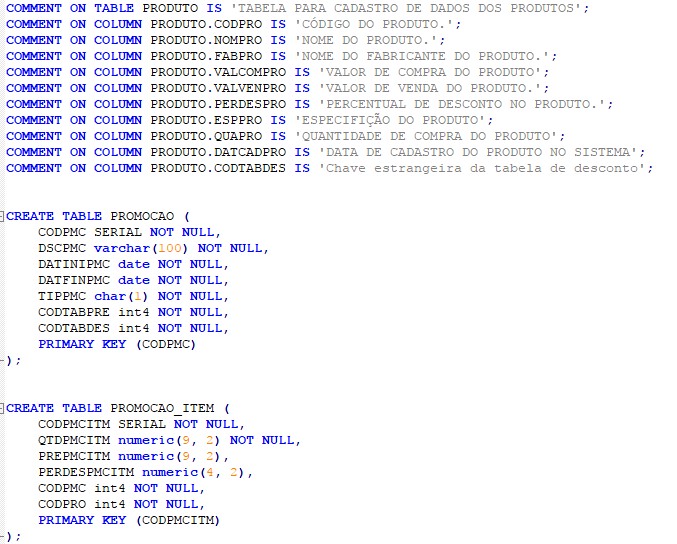 COMMENT ON TABLE PRODUTO IS 'TABELA PARA CADASTRO DE DADOS DOS PRODUTOS';
COMMENT ON COLUMN PRODUTO.CODPRO IS 'CÓDIGO DO PRODUTO.';
COMMENT ON COLUMN PRODUTO.NOMPRO IS 'NOME DO PRODUTO.';
COMMENT ON COLUMN PRODUTO.FABPRO IS 'NOME DO FABRICANTE DO PRODUTO.';
COMMENT ON COLUMN PRODUTO.VALCOMPRO IS 'VALOR DE COMPRA DO PRODUTO';
COMMENT ON COLUMN PRODUTO.VALVENPRO IS 'VALOR DE VENDA DO PRODUTO.';
COMMENT ON COLUMN PRODUTO.PERDESPRO IS 'PERCENTUAL DE DESCONTO NO PRODUTO.';
COMMENT ON COLUMN PRODUTO.ESPPRO IS 'ESPECIFIÇÃO DO PRODUTO';
COMMENT ON COLUMN PRODUTO.QUAPRO IS 'QUANTIDADE DE COMPRA DO PRODUTO';
COMMENT ON COLUMN PRODUTO.DATCADPRO IS 'DATA DE CADASTRO DO PRODUTO NO SISTEMA';
COMMENT ON COLUMN PRODUTO.CODTABDES IS 'Chave estrangeira da tabela de desconto';
CREATE TABLE PROMOCAO (
CODPMC SERIAL NOT NULL,
DSCPMC varchar(100) NOT NULL,
DATINIPMC date NOT NULL,
DATFINPMC date NOT NULL,
TIPPMC char(1) NOT NULL,
CODTABPRE int4 NOT NULL,
CODTABDES int4 NOT NULL,
PRIMARY KEY (CODPMC)
);
CREATE TABLE PROMOCAO_ITEM (
CODPMCITM SERIAL NOT NULL,
QTDPMCITM numeric(9, 2) NOT NULL,
PREPMCITM numeric(9, 2),
PERDESPMCITM numeric(4, 2),
CODPMC int4 NOT NULL,
CODPRO int4 NOT NULL,
PRIMARY KEY (CODPMCITM)
);